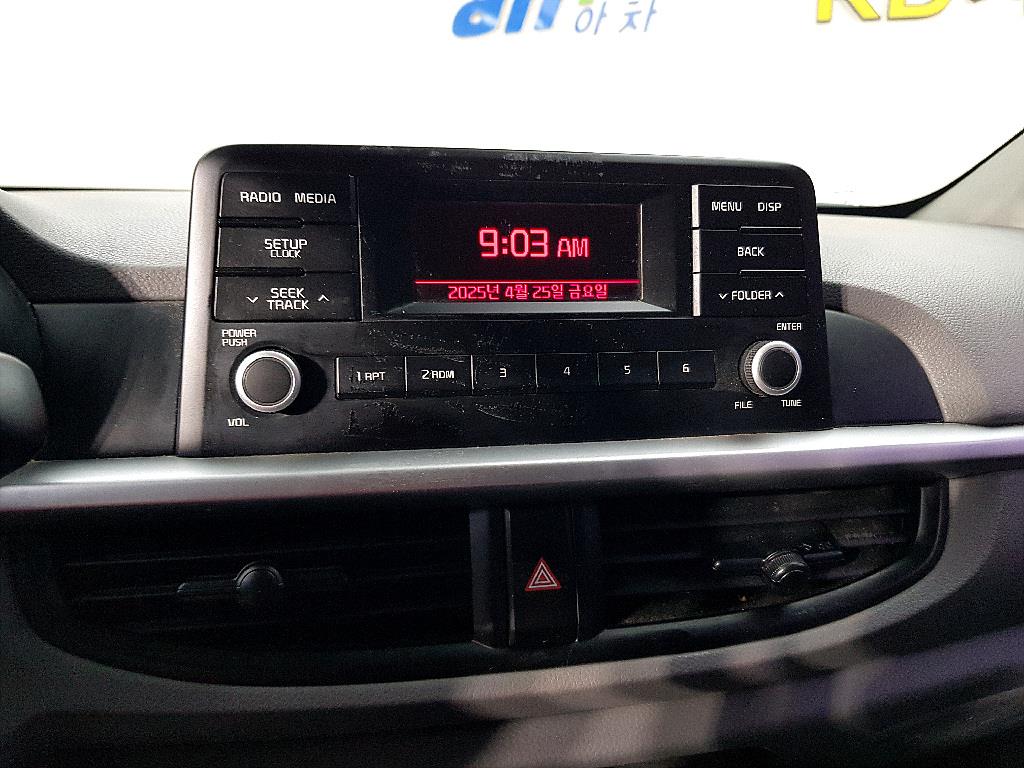 아차
RADIO MEDIA
SETUP
CLOCK
SEEK
TRACK
POWER
PUSH
VOL
9:03 AM
2025년 4월 25일 금요일
MENU DISP
BACK
FOLDER
ENTER
FILE TUNE
1 RPT 2 RDM 3 4 5 6